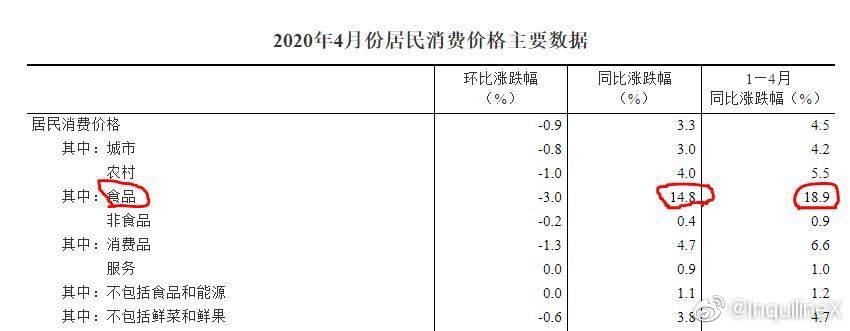 2020年4月份居民消费价格主要数据
环比涨跌幅 同比涨跌幅 1—4月
（%） （%） 同比涨跌幅（%）
居民消费价格 -0.9 3.3 4.5
其中：城市 -0.8 3.0 4.2
农村 -1.0 4.0 5.5
其中：食品 -3.0 14.8 18.9
非食品 -0.2 0.4 0.9
其中：消费品 -1.3 4.7 6.6
服务 0.0 0.9 1.0
其中：不包括食品和能源 0.0 1.1 1.2
其中：不包括鲜菜和鲜果 -0.6 3.8 4.7
@InquilineX